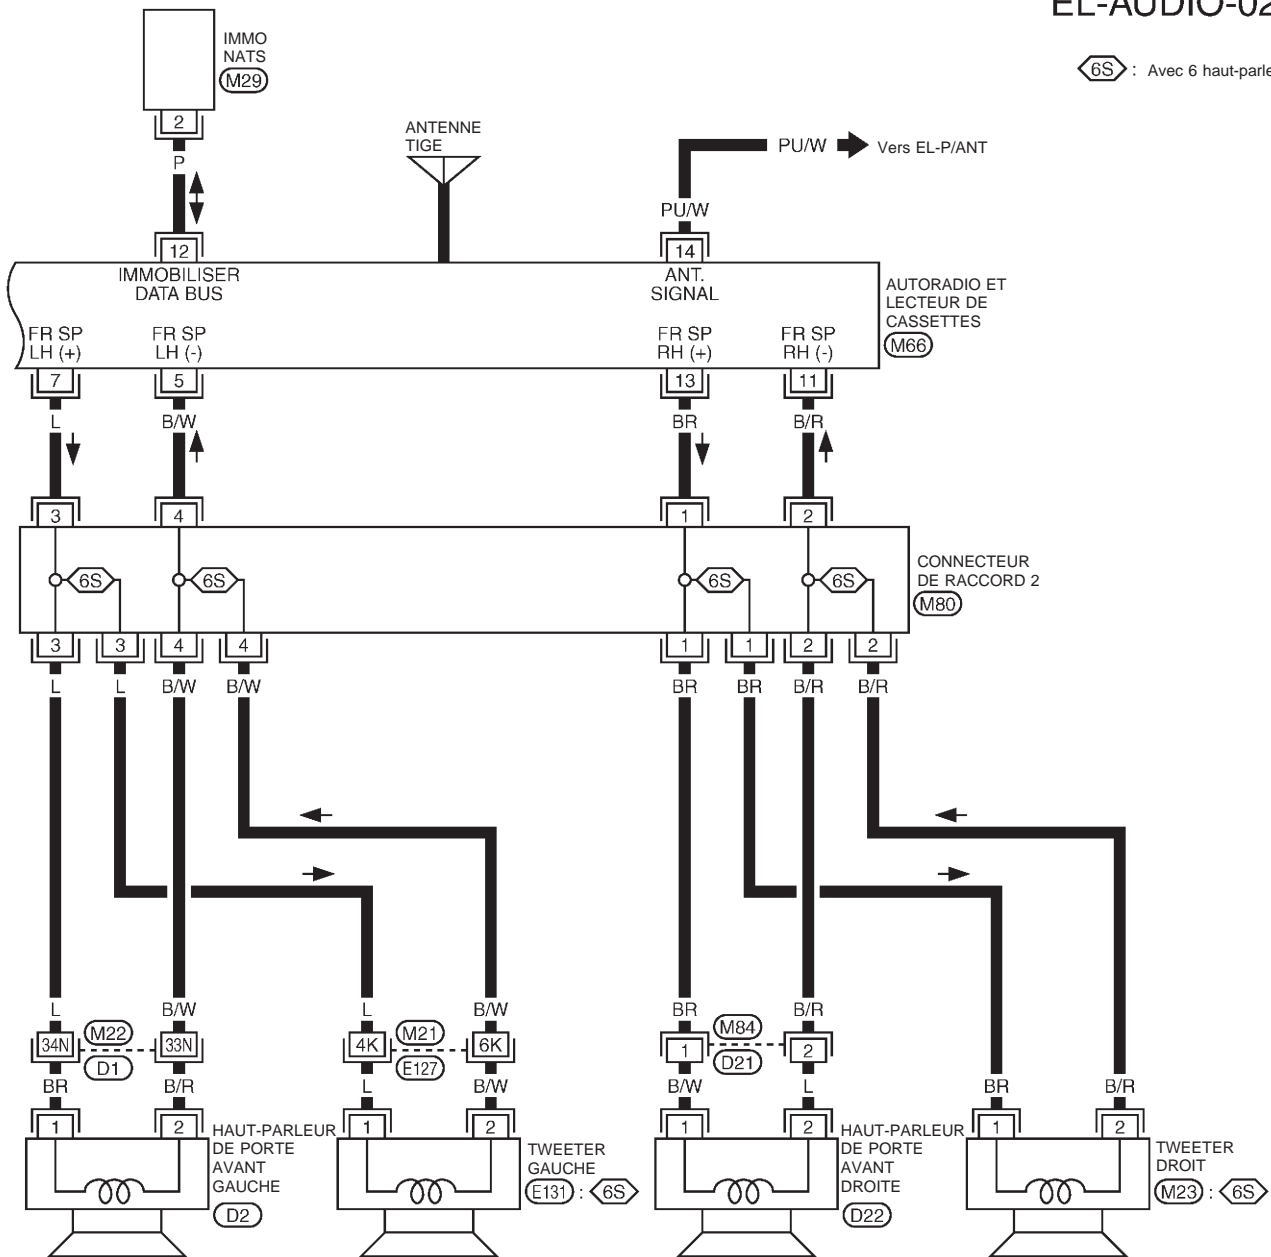 EL-AUDIO-02
6S : Avec 6 haut-parle
IMMO
NATS
M29
2
P
ANTENNE
TIGE
PU/W Vers EL-P/ANT
PU/W
12
14
IMMOBILISER
DATA BUS
ANT.
SIGNAL
AUTORADIO ET
LECTEUR DE
CASSETTES
M66
FR SP
LH (+)
FR SP
LH (-)
FR SP
RH (+)
FR SP
RH (-)
7 5 13 11
L B/W BR B/R
3 4 1 2
6S 6S 6S 6S
CONNECTEUR
DE RACCORD 2
M80
3 3 4 4 1 1 2 2
L L B/W B/W BR BR B/R B/R
L B/W L B/W BR B/R
34N M22 33N 4K M21 6K 1 M84 2
D1 E127 D21
BR B/R L B/W B/W L BR B/R
1 2 1 2 1 2 1 2
HAUT-PARLEUR
DE PORTE
AVANT
GAUCHE
D2
TWEETER
GAUCHE
E131 : 6S
HAUT-PARLEUR
DE PORTE
AVANT
DROITE
D22
TWEETER
DROIT
M23 : 6S